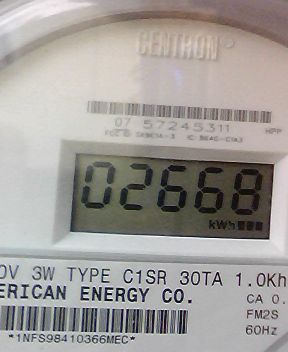 CENTRON®
07 57245311
HPP
02668
kWh
0V 3W TYPE C1SR 30TA 1.0Kh
ERICAN ENERGY CO.
CA 0.
FM2S
60Hz
*1NFS98410366MEC*